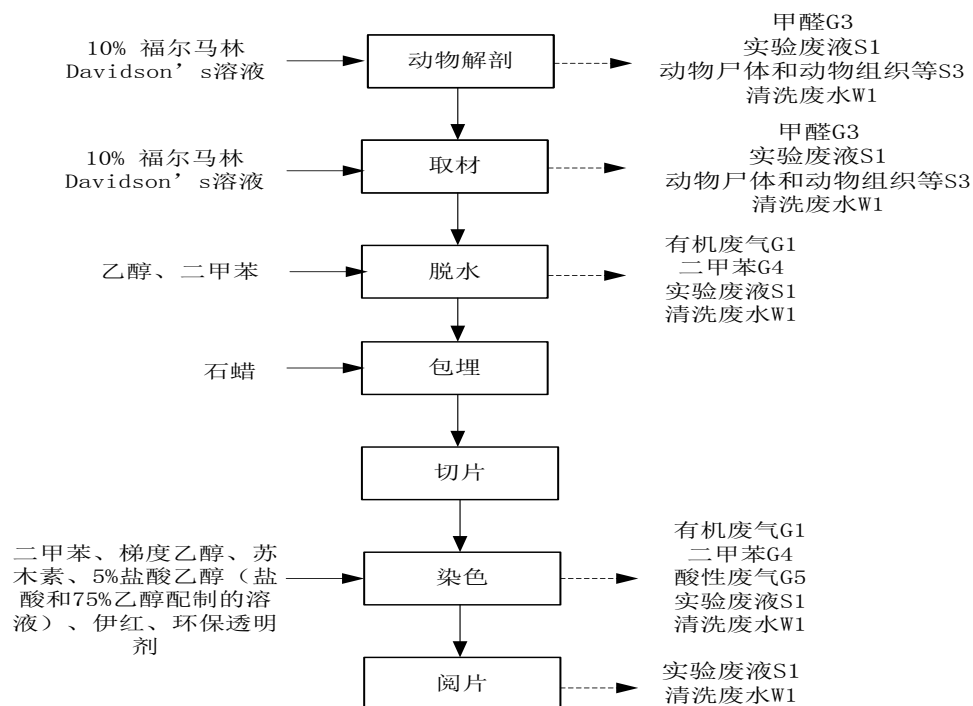 10% 福尔马林
Davidson’s溶液
动物解剖
甲醛G3
实验废液S1
动物尸体和动物组织等S3
清洗废水W1
10% 福尔马林
Davidson’s溶液
取材
甲醛G3
实验废液S1
动物尸体和动物组织等S3
清洗废水W1
乙醇、二甲苯
脱水
有机废气G1
二甲苯G4
实验废液S1
清洗废水W1
石蜡
包埋
切片
二甲苯、梯度乙醇、苏
木素、5%盐酸乙醇（盐
酸和75%乙醇配制的溶
液）、伊红、环保透明
剂
染色
有机废气G1
二甲苯G4
酸性废气G5
实验废液S1
清洗废水W1
阅片
实验废液S1
清洗废水W1